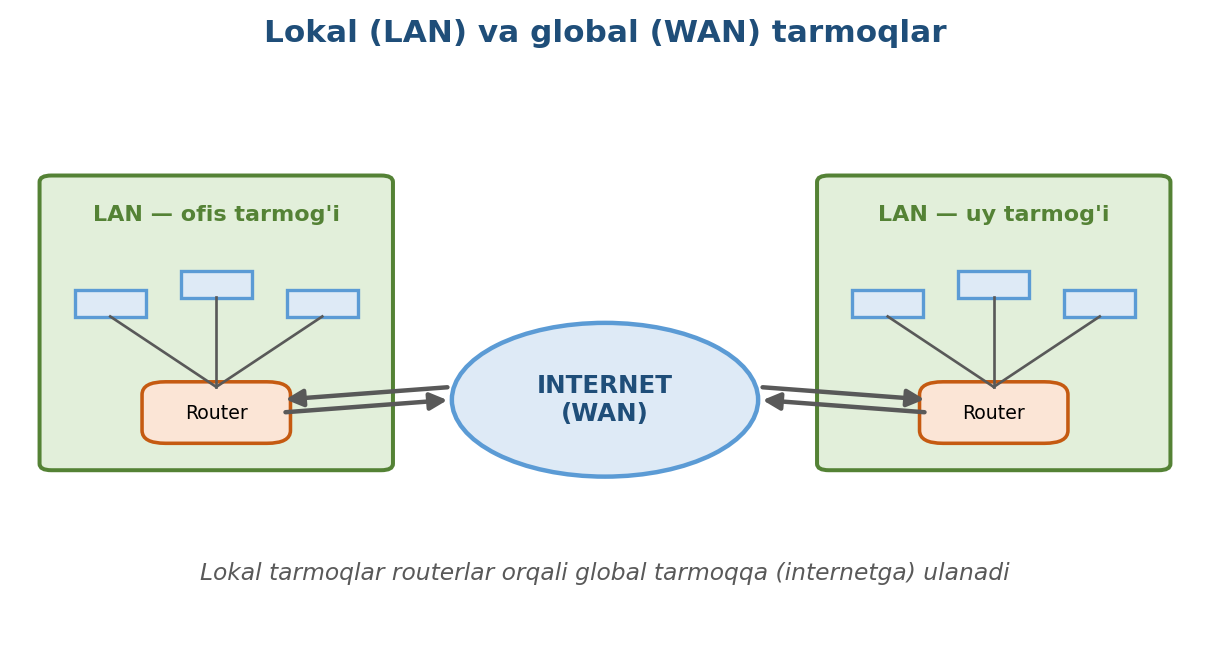 Lokal (LAN) va global (WAN) tarmoqlar
LAN — ofis tarmog'i
LAN — uy tarmog'i
INTERNET
(WAN)
Router
Router
Lokal tarmoqlar routerlar orqali global tarmoqqa (internetga) ulanadi